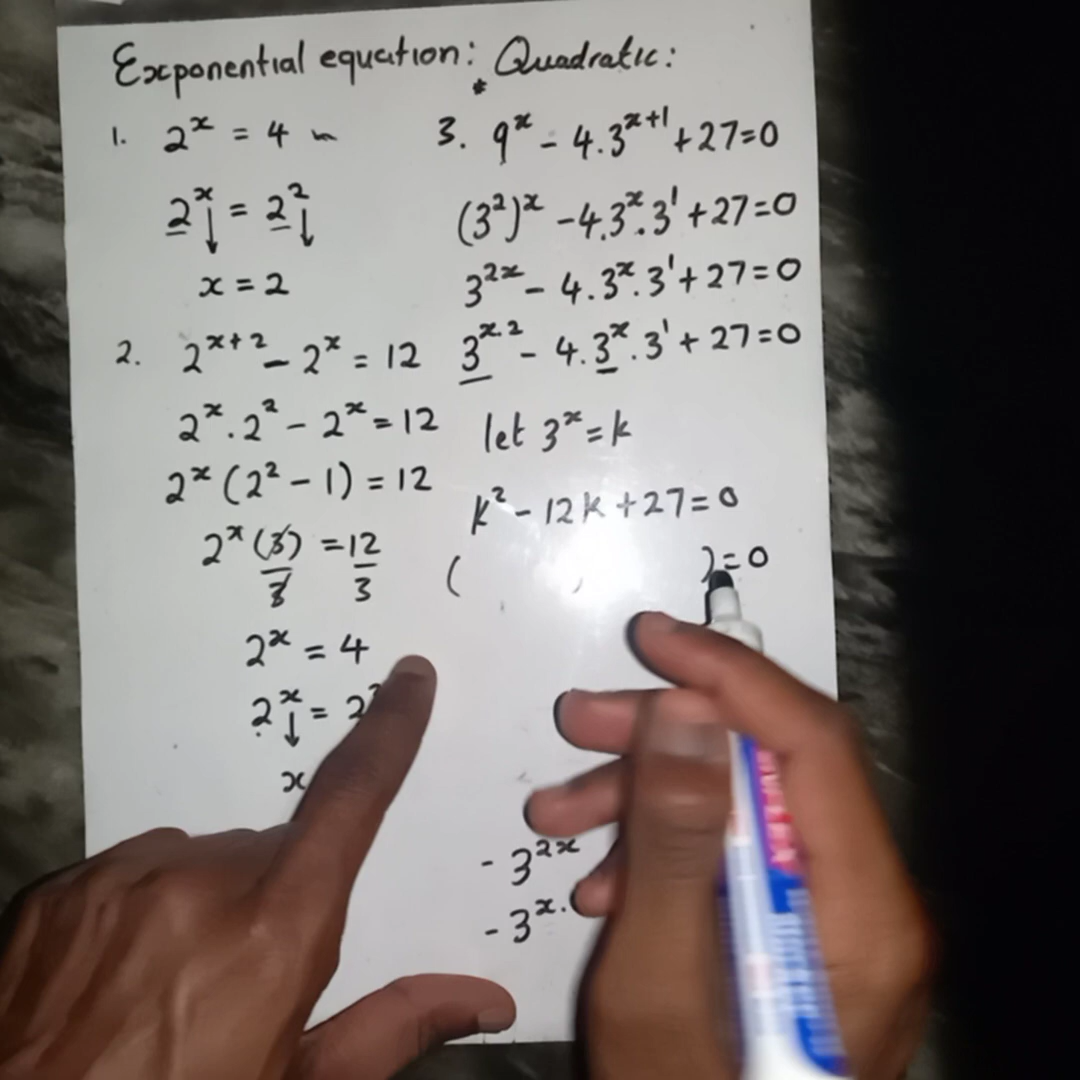 Exponential equation: * Quadratic:
1. 2^x = 4
2^x ↓ = 2^2 ↓
x = 2
2. 2^{x+2} - 2^x = 12
2^x . 2^2 - 2^x = 12
2^x (2^2 - 1) = 12
2^x (3)/3 = 12/3
2^x = 4
2^x ↓ = 2
x
3. 9^x - 4.3^{x+1} + 27 = 0
(3^2)^x - 4.3^x.3^1 + 27 = 0
3^{2x} - 4.3^x.3^1 + 27 = 0
3^{x.2} - 4.3^x.3^1 + 27 = 0
let 3^x = k
k^2 - 12k + 27 = 0
( ) = 0
- 3^{2x}
- 3^{x.}